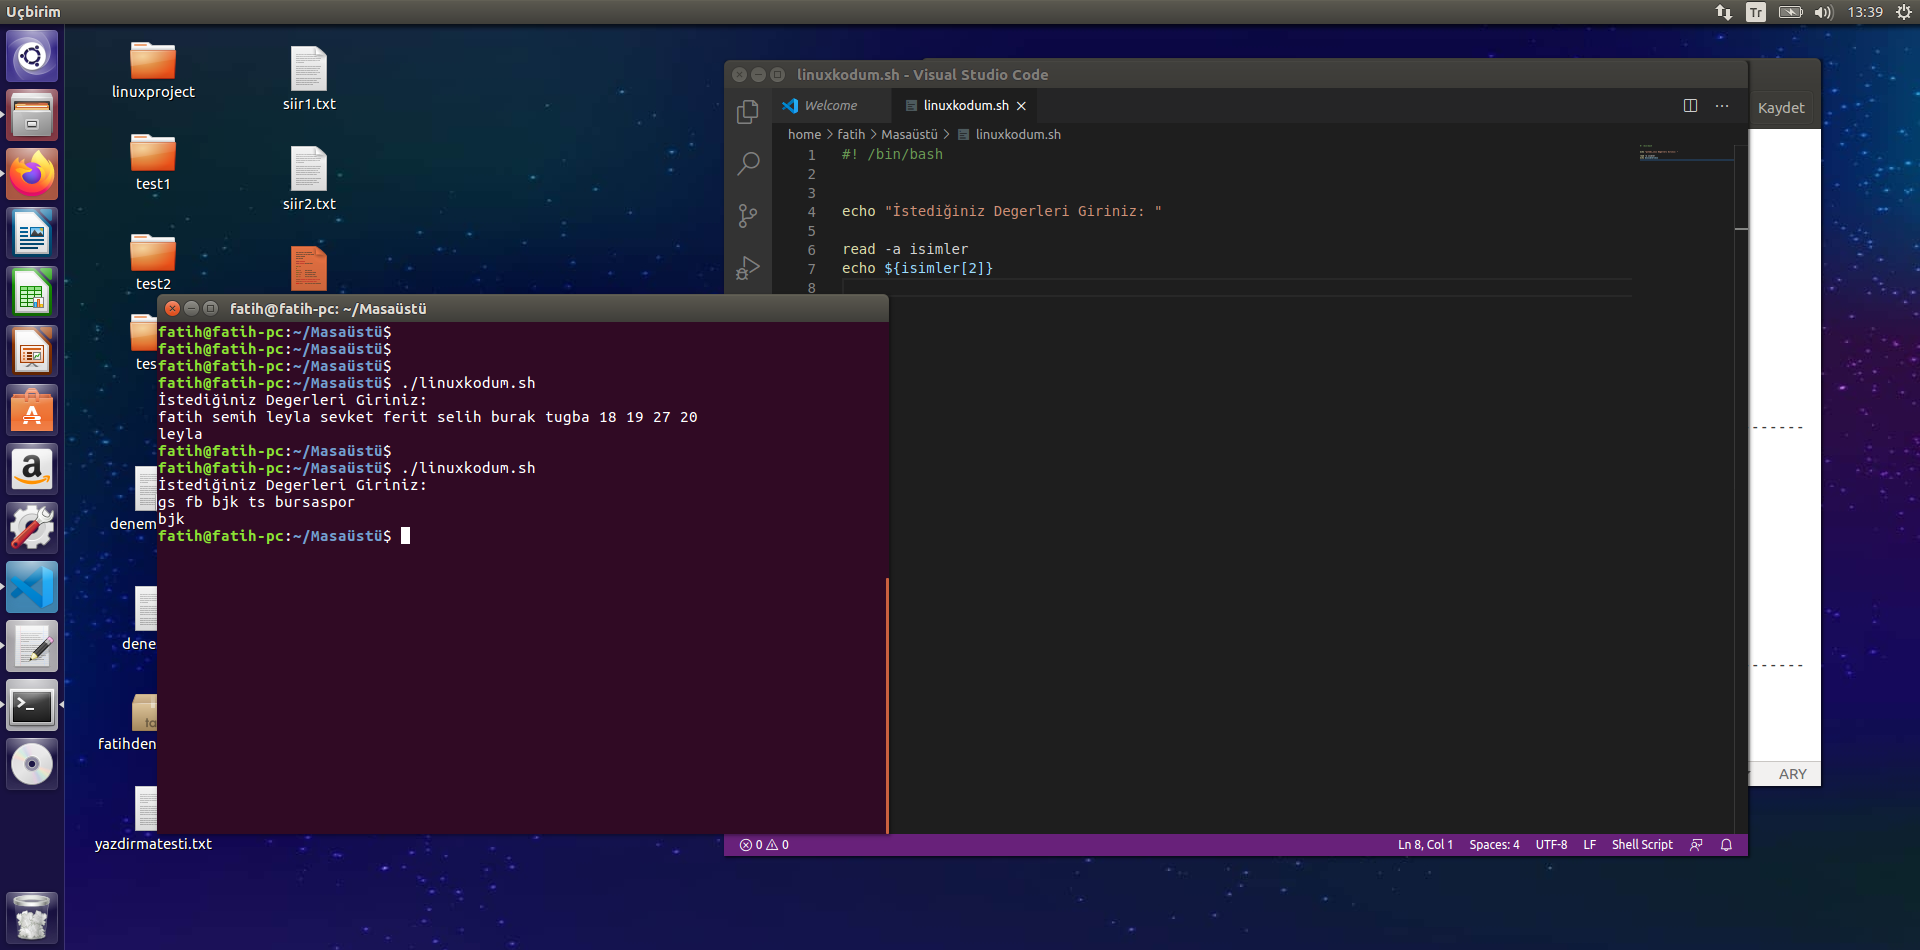 Uçbirim
Tr
13:39
linuxproject
siir1.txt
test1
siir2.txt
test2
tes
denem
dene
fatihden
yazdirmatesti.txt
linuxkodum.sh - Visual Studio Code
Welcome
linuxkodum.sh
home > fatih > Masaüstü > linuxkodum.sh
1 #! /bin/bash
2
3
4 echo "İstediğiniz Degerleri Giriniz: "
5
6 read -a isimler
7 echo ${isimler[2]}
8
Kaydet
------
------
ARY
fatih@fatih-pc: ~/Masaüstü
fatih@fatih-pc:~/Masaüstü$
fatih@fatih-pc:~/Masaüstü$
fatih@fatih-pc:~/Masaüstü$
fatih@fatih-pc:~/Masaüstü$ ./linuxkodum.sh
İstediğiniz Degerleri Giriniz:
fatih semih leyla sevket ferit selih burak tugba 18 19 27 20
leyla
fatih@fatih-pc:~/Masaüstü$
fatih@fatih-pc:~/Masaüstü$ ./linuxkodum.sh
İstediğiniz Degerleri Giriniz:
gs fb bjk ts bursaspor
bjk
fatih@fatih-pc:~/Masaüstü$
0 0
Ln 8, Col 1 Spaces: 4 UTF-8 LF Shell Script